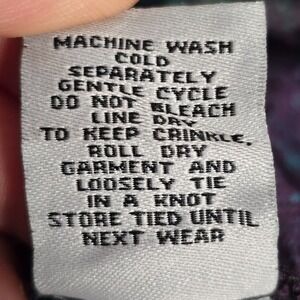 MACHINE WASH
COLD
SEPARATELY
GENTLE CYCLE
DO NOT BLEACH
LINE DRY
TO KEEP CRINKLE,
ROLL DRY
GARMENT AND
LOOSELY TIE
IN A KNOT
STORE TIED UNTIL
NEXT WEAR